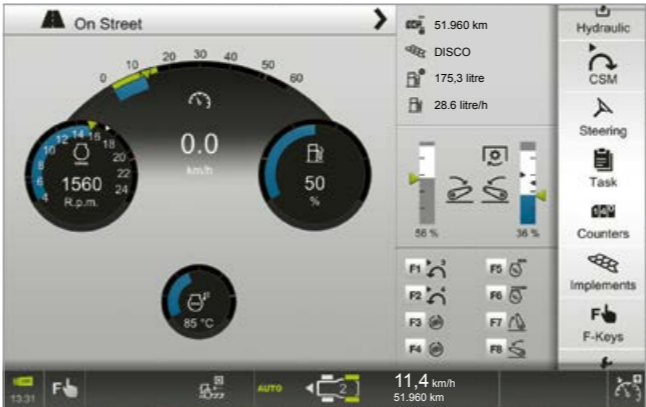 On Street
0 10 20 30 40 50 60
0.0
km/h
4 6 8 10 12 14 16 18 20 22 24
1560
R.p.m.
50
%
85 °C
51.960 km
DISCO
175,3 litre
28.6 litre/h
56 %
36 %
F1 3
F5
F2 4
F6
F3
F7
F4
F8
Hydraulic
CSM
Steering
Task
Counters
Implements
F-Keys
13:31
F
AUTO
2
11,4 km/h
51.960 km